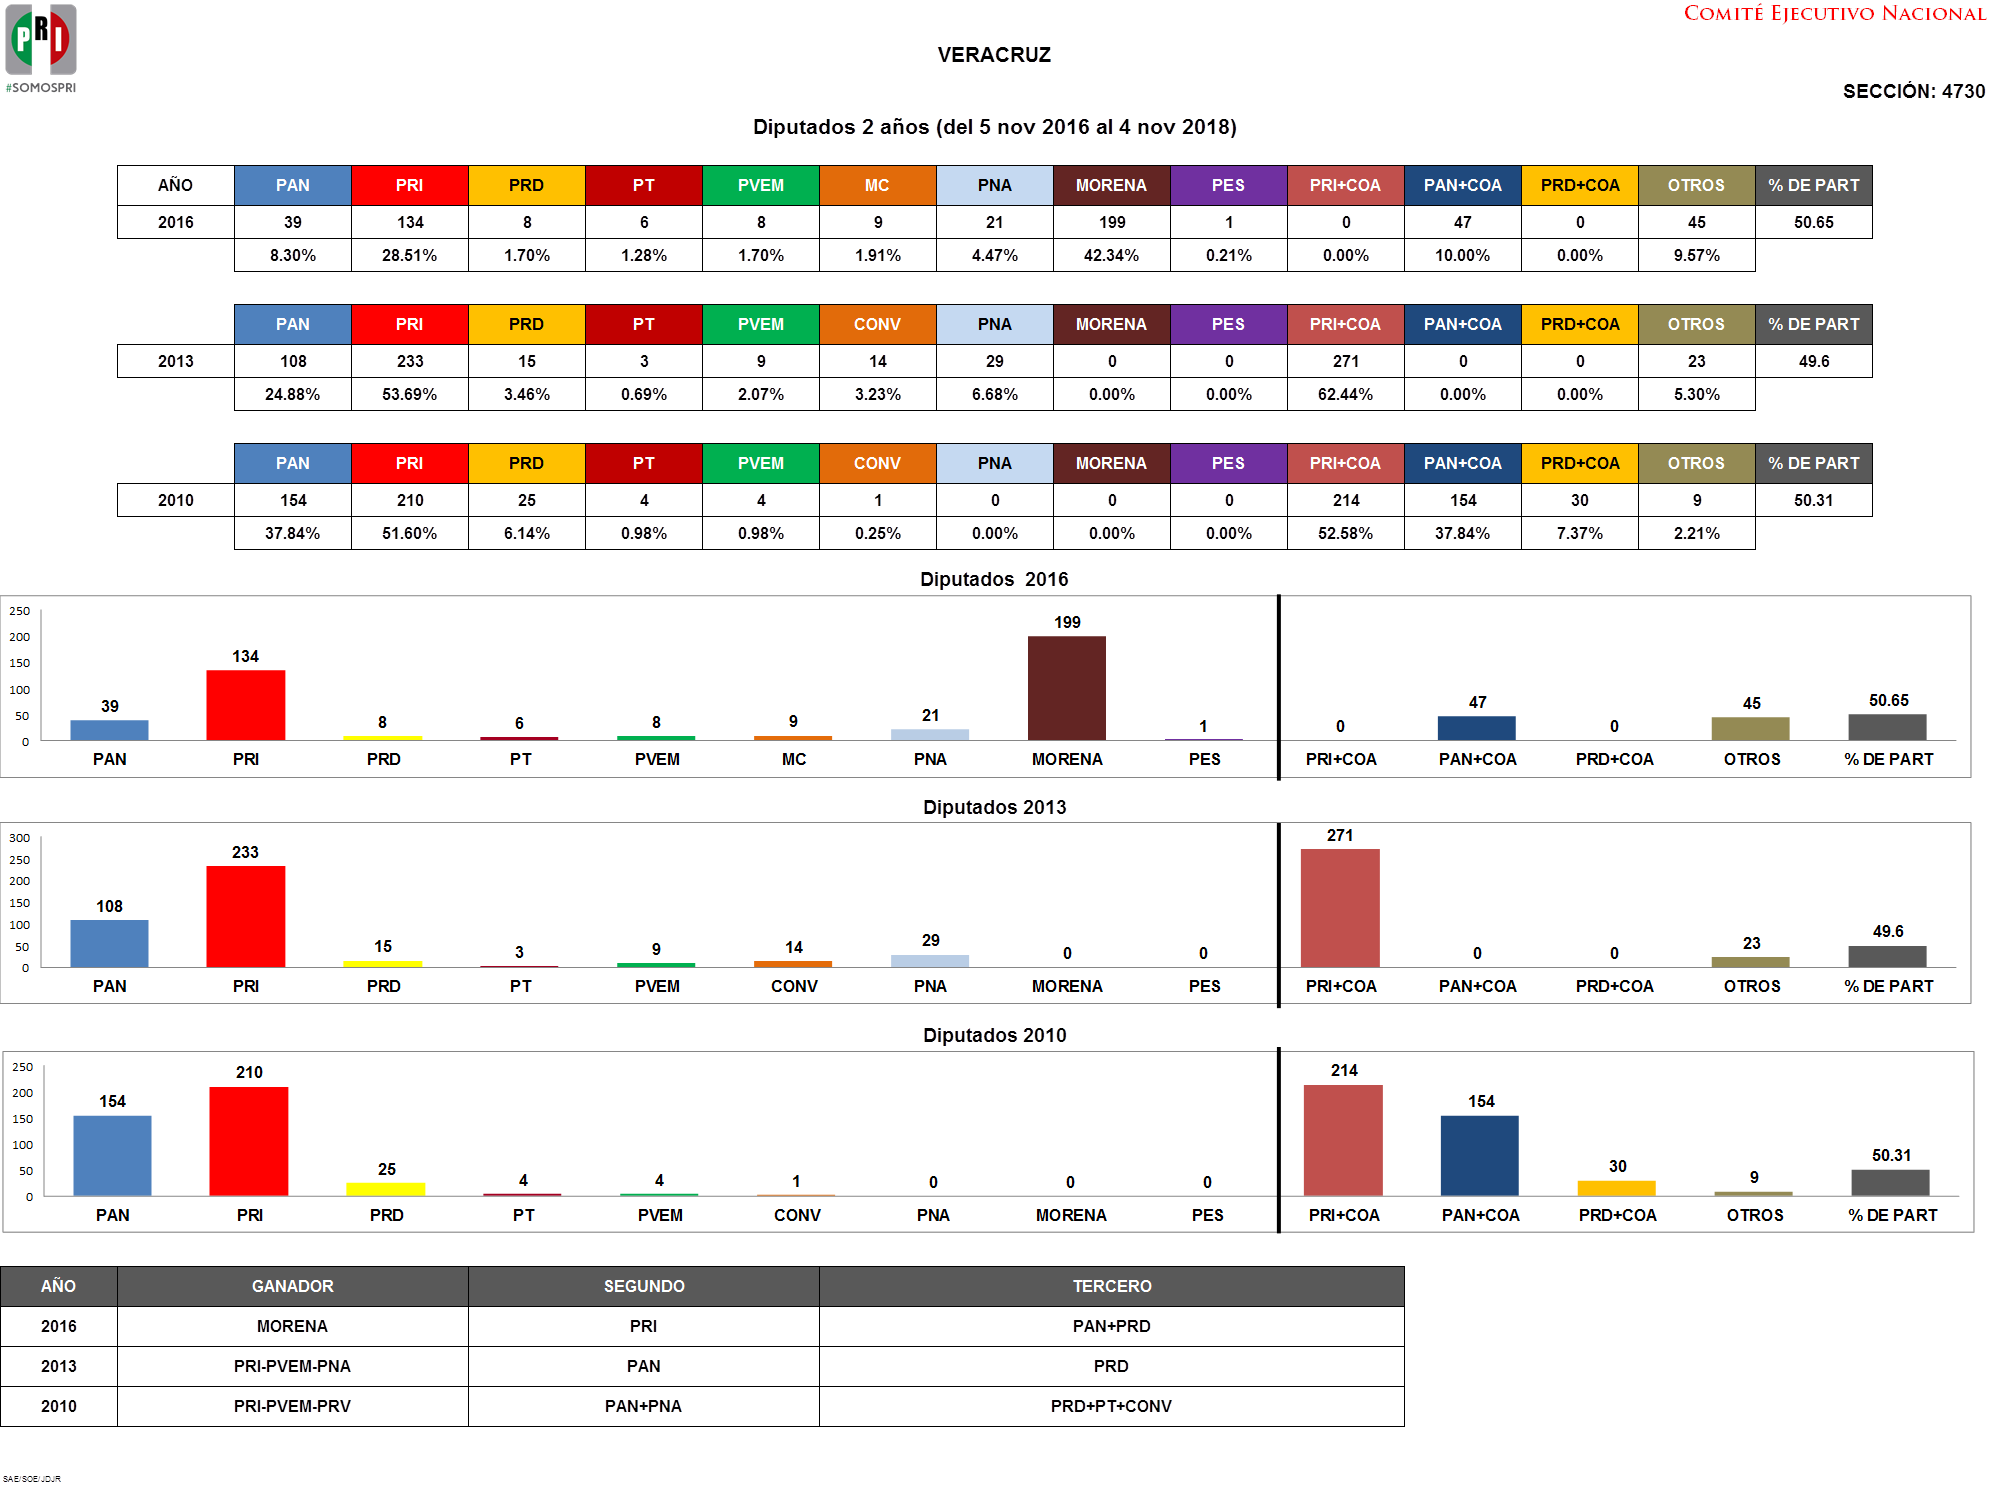 PRI
#SOMOSPRI
COMITÉ EJECUTIVO NACIONAL
VERACRUZ
SECCIÓN: 4730
Diputados 2 años (del 5 nov 2016 al 4 nov 2018)
AÑO PAN PRI PRD PT PVEM MC PNA MORENA PES PRI+COA PAN+COA PRD+COA OTROS % DE PART
2016 39 134 8 6 8 9 21 199 1 0 47 0 45 50.65
8.30% 28.51% 1.70% 1.28% 1.70% 1.91% 4.47% 42.34% 0.21% 0.00% 10.00% 0.00% 9.57%
PAN PRI PRD PT PVEM CONV PNA MORENA PES PRI+COA PAN+COA PRD+COA OTROS % DE PART
2013 108 233 15 3 9 14 29 0 0 271 0 0 23 49.6
24.88% 53.69% 3.46% 0.69% 2.07% 3.23% 6.68% 0.00% 0.00% 62.44% 0.00% 0.00% 5.30%
PAN PRI PRD PT PVEM CONV PNA MORENA PES PRI+COA PAN+COA PRD+COA OTROS % DE PART
2010 154 210 25 4 4 1 0 0 0 214 154 30 9 50.31
37.84% 51.60% 6.14% 0.98% 0.98% 0.25% 0.00% 0.00% 0.00% 52.58% 37.84% 7.37% 2.21%
Diputados 2016
250
200
150
100
50
0
39 134 8 6 8 9 21 199 1 0 47 0 45 50.65
PAN PRI PRD PT PVEM MC PNA MORENA PES PRI+COA PAN+COA PRD+COA OTROS % DE PART
Diputados 2013
300
250
200
150
100
50
0
108 233 15 3 9 14 29 0 0 271 0 0 23 49.6
PAN PRI PRD PT PVEM CONV PNA MORENA PES PRI+COA PAN+COA PRD+COA OTROS % DE PART
Diputados 2010
250
200
150
100
50
0
154 210 25 4 4 1 0 0 0 214 154 30 9 50.31
PAN PRI PRD PT PVEM CONV PNA MORENA PES PRI+COA PAN+COA PRD+COA OTROS % DE PART
AÑO GANADOR SEGUNDO TERCERO
2016 MORENA PRI PAN+PRD
2013 PRI-PVEM-PNA PAN PRD
2010 PRI-PVEM-PRV PAN+PNA PRD+PT+CONV
SAE/SOE/JDJR